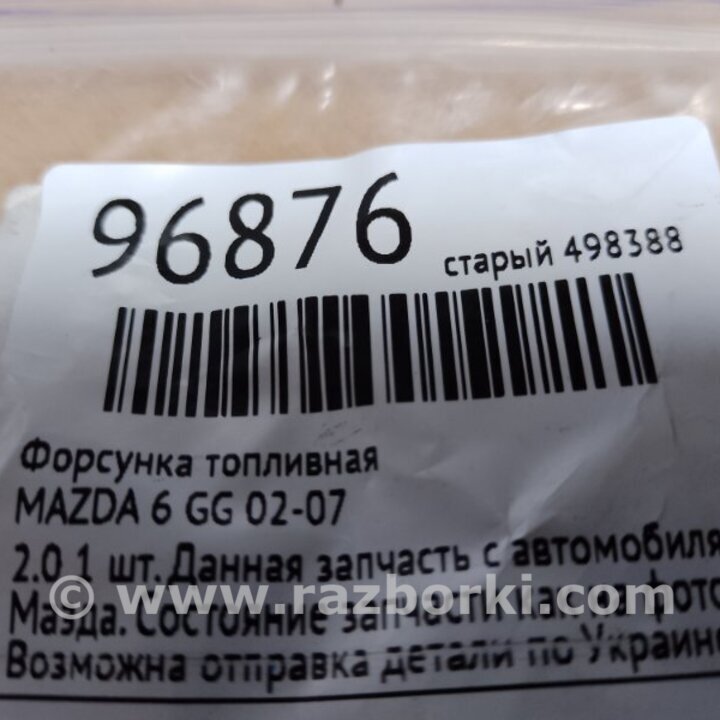 96876
старый 498388
Форсунка топливная
MAZDA 6 GG 02-07
2.0 1 шт. Данная запчасть с автомобиля
© www.razborki.com
Мазда. Состояние запчасти как на фото
Возможна отправка детали по Украине